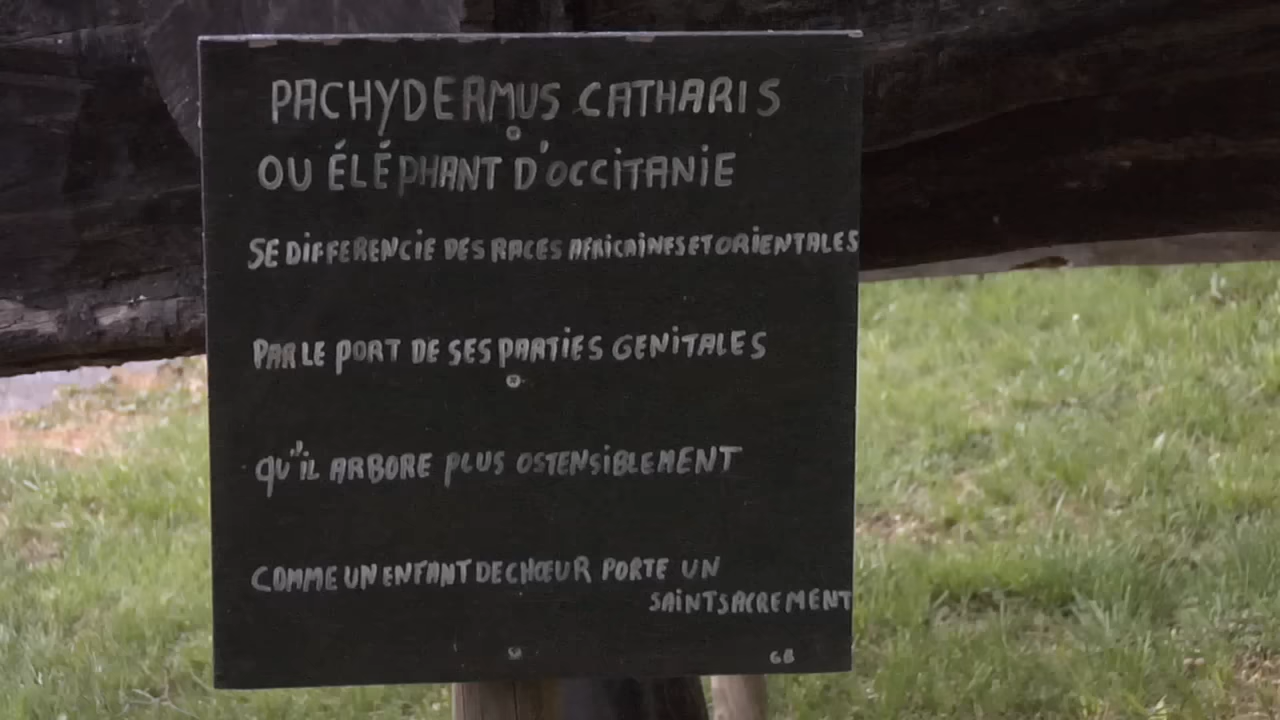 PACHYDERMUS CATHARIS
OU ÉLÉPHANT D'OCCITANIE
SE DIFFERENCIE DES RACES AFRICAINES ET ORIENTALES
PAR LE PORT DE SES PARTIES GENITALES
QU'IL ARBORE PLUS OSTENSIBLEMENT
COMME UN ENFANT DE CHŒUR PORTE UN
SAINT SACREMENT
GB